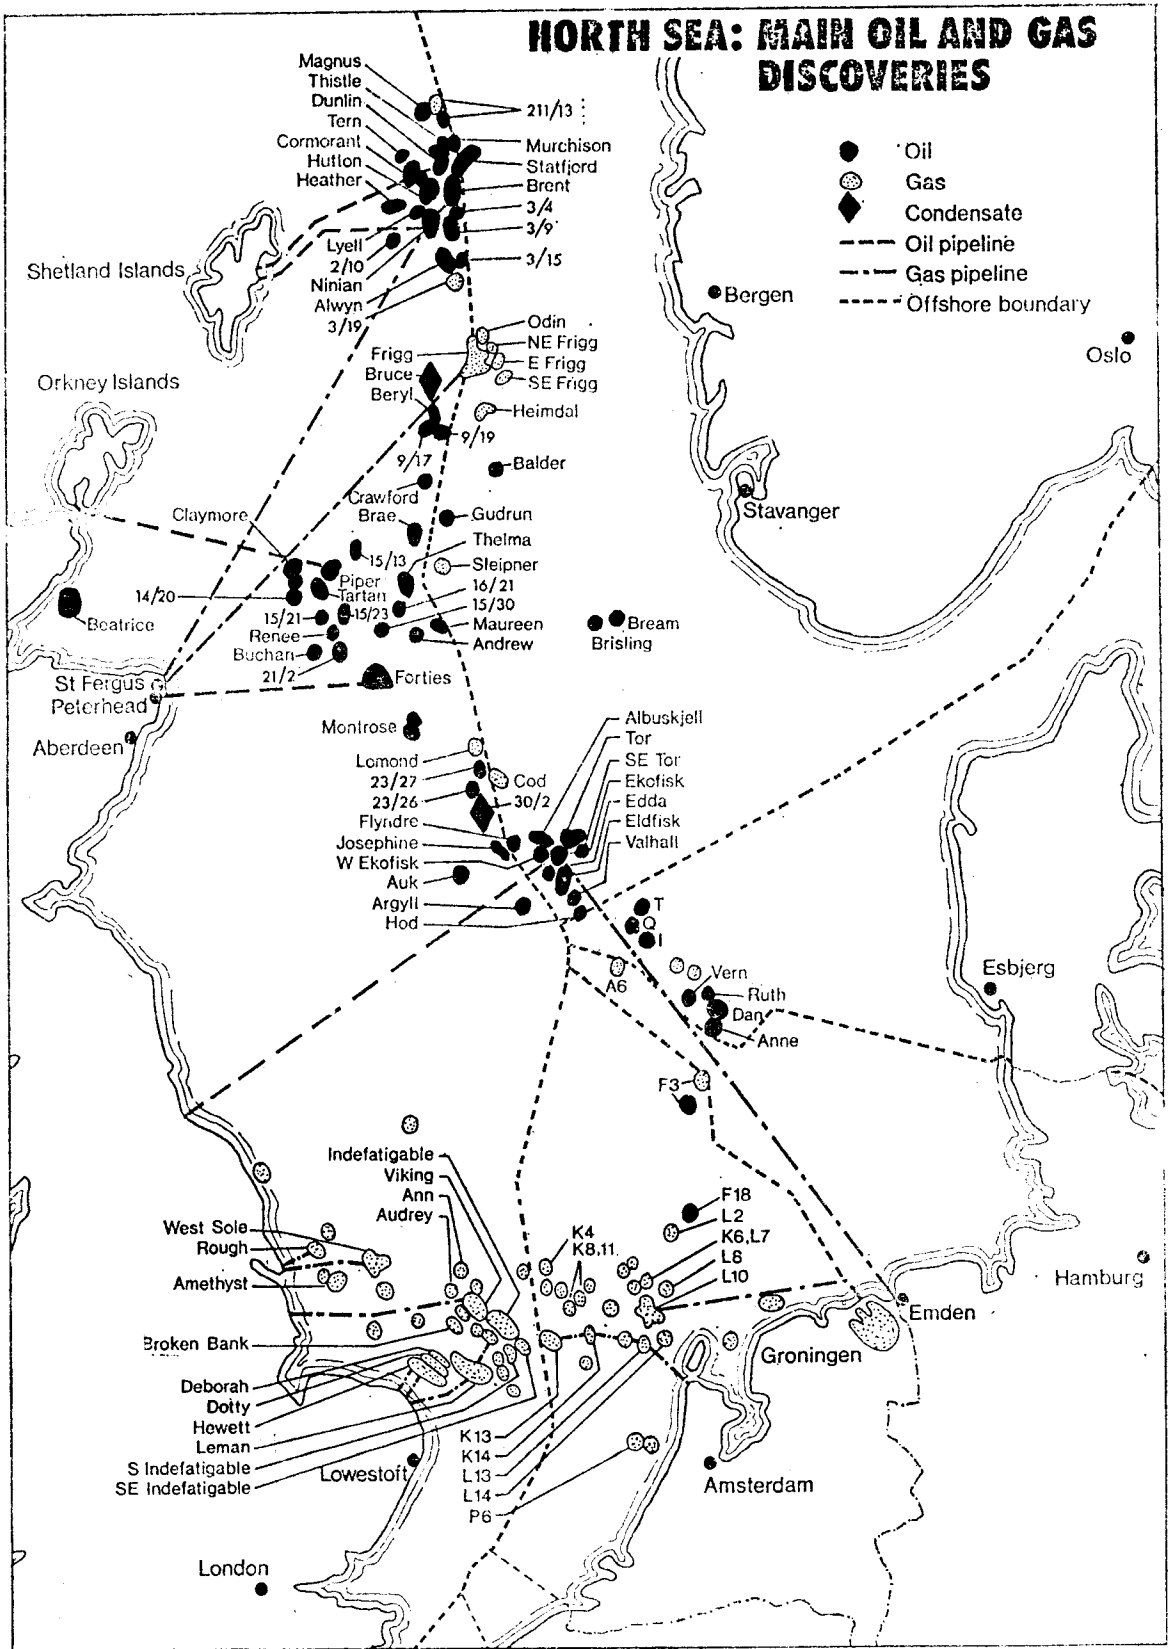 NORTH SEA: MAIN OIL AND GAS
DISCOVERIES
Oil
Gas
Condensate
Oil pipeline
Gas pipeline
Offshore boundary
Magnus
Thistle
Dunlin
Tern
Cormorant
Hutton
Heather
211/13
Murchison
Statfjord
Brent
3/4
3/9
Lyell
2/10
Ninian
Alwyn
3/19
3/15
Shetland Islands
Bergen
Oslo
Odin
NE Frigg
E Frigg
SE Frigg
Frigg
Bruce
Beryl
Heimdal
9/19
9/17
Orkney Islands
Balder
Crawford
Brae
Gudrun
Stavanger
Claymore
Thelma
15/13
Sleipner
Piper
Tartan
16/21
14/20
15/30
15/21
15/23
Maureen
Beatrice
Renee
Andrew
Bream
Brisling
Buchan
21/2
Forties
St Fergus
Peterhead
Aberdeen
Montrose
Albuskjell
Tor
SE Tor
Ekofisk
Edda
Eldfisk
Valhall
Lomond
23/27
Cod
23/26
30/2
Flyndre
Josephine
W Ekofisk
Auk
Argyll
Hod
T
Q
I
A6
Vern
Ruth
Dan
Anne
Esbjerg
F3
Indefatigable
Viking
Ann
Audrey
F18
L2
K6,L7
L8
L10
K4
K8,11
West Sole
Rough
Amethyst
Hamburg
Emden
Broken Bank
Groningen
Deborah
Dotty
Hewett
Leman
S Indefatigable
SE Indefatigable
Lowestoft
K13
K14
L13
L14
P6
Amsterdam
London